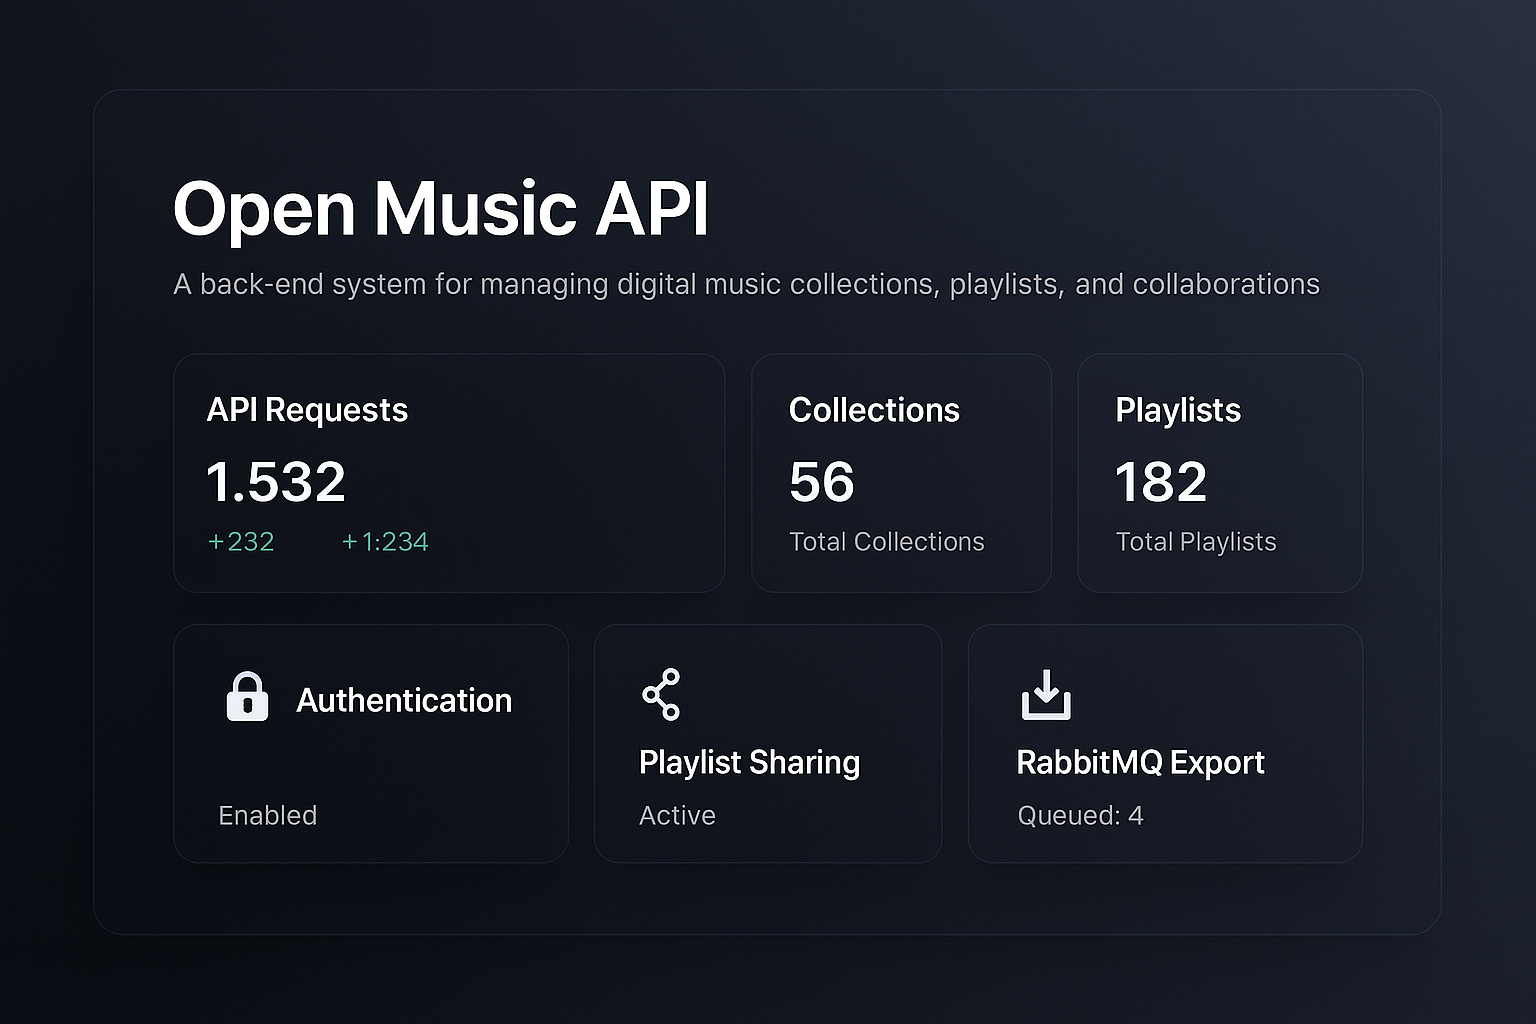 Open Music API
A back-end system for managing digital music collections, playlists, and collaborations
API Requests
1.532
+232 +1:234
Collections
56
Total Collections
Playlists
182
Total Playlists
Authentication
Enabled
Playlist Sharing
Active
RabbitMQ Export
Queued: 4